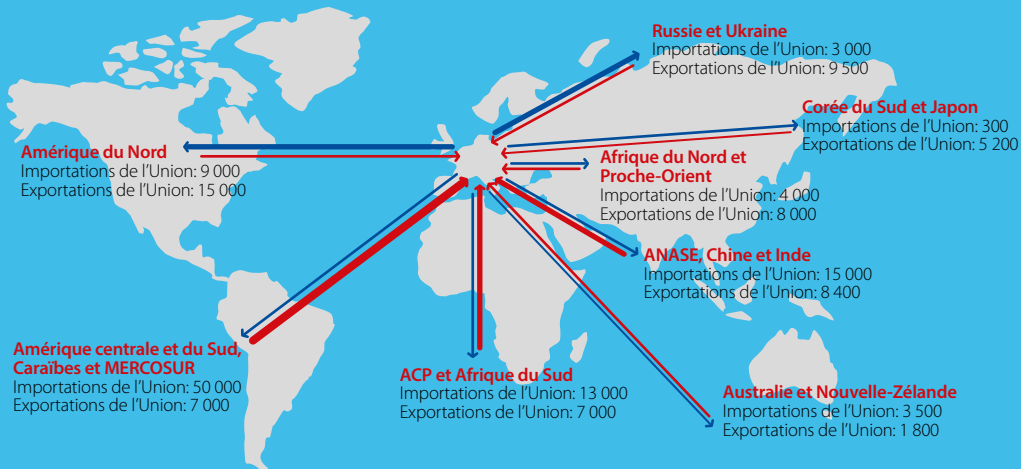 Russie et Ukraine
Importations de l’Union: 3 000
Exportations de l’Union: 9 500
Corée du Sud et Japon
Importations de l’Union: 300
Exportations de l’Union: 5 200
Amérique du Nord
Importations de l’Union: 9 000
Exportations de l’Union: 15 000
Afrique du Nord et
Proche-Orient
Importations de l’Union: 4 000
Exportations de l’Union: 8 000
ANASE, Chine et Inde
Importations de l’Union: 15 000
Exportations de l’Union: 8 400
Amérique centrale et du Sud,
Caraïbes et MERCOSUR
Importations de l’Union: 50 000
Exportations de l’Union: 7 000
ACP et Afrique du Sud
Importations de l’Union: 13 000
Exportations de l’Union: 7 000
Australie et Nouvelle-Zélande
Importations de l’Union: 3 500
Exportations de l’Union: 1 800